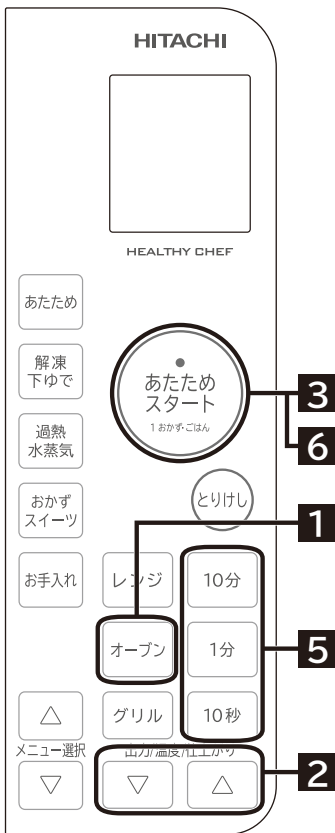 HITACHI
HEALTHY CHEF
あたため
解凍
下ゆで
過熱
水蒸気
おかず
スイーツ
あたため
スタート
1 おかず・ごはん
3
6
とりけし
1
お手入れ
レンジ
10分
オーブン
1分
5
グリル
10秒
△
メニュー選択
出力/温度/仕上がり
▽
▽
△
2